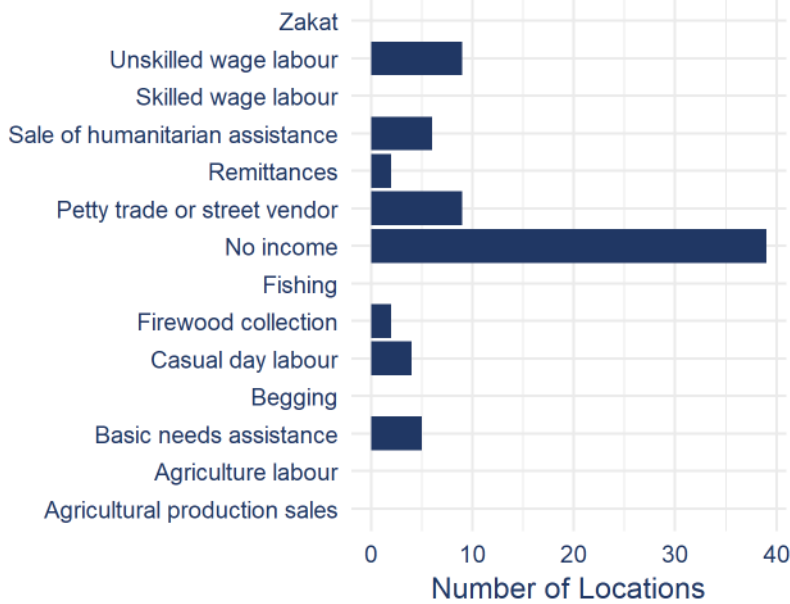 Zakat
Unskilled wage labour
Skilled wage labour
Sale of humanitarian assistance
Remittances
Petty trade or street vendor
No income
Fishing
Firewood collection
Casual day labour
Begging
Basic needs assistance
Agriculture labour
Agricultural production sales
0 10 20 30 40
Number of Locations